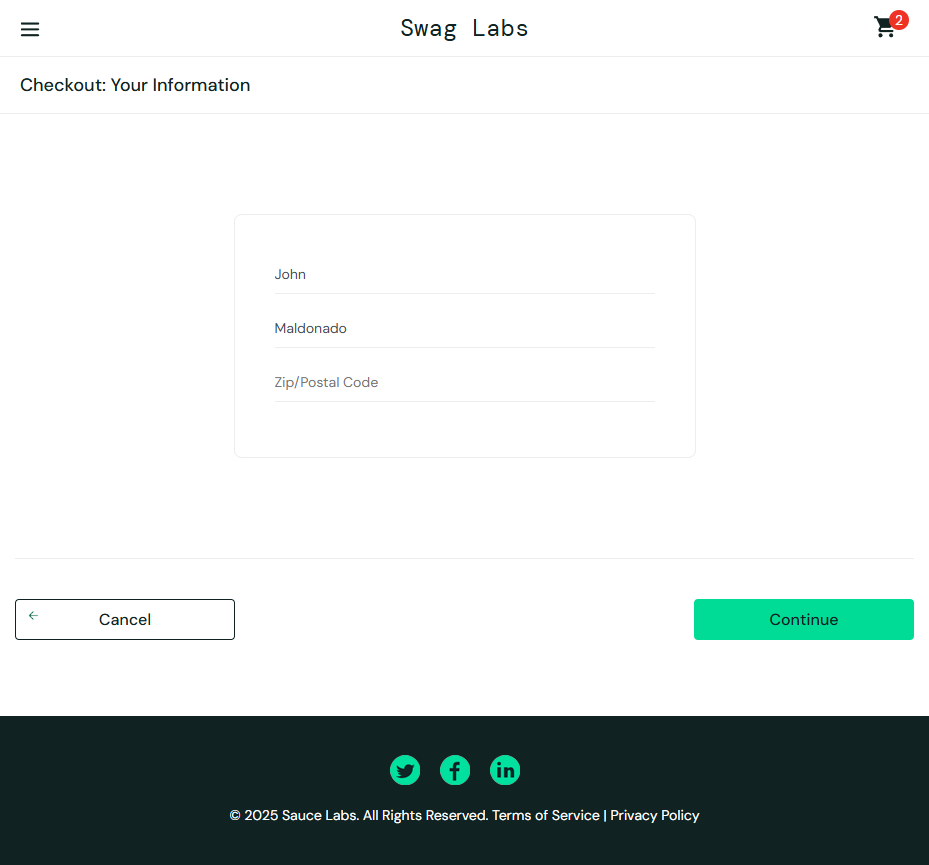 Swag Labs
2
Checkout: Your Information
John
Maldonado
Zip/Postal Code
Cancel
Continue
© 2025 Sauce Labs. All Rights Reserved. Terms of Service | Privacy Policy